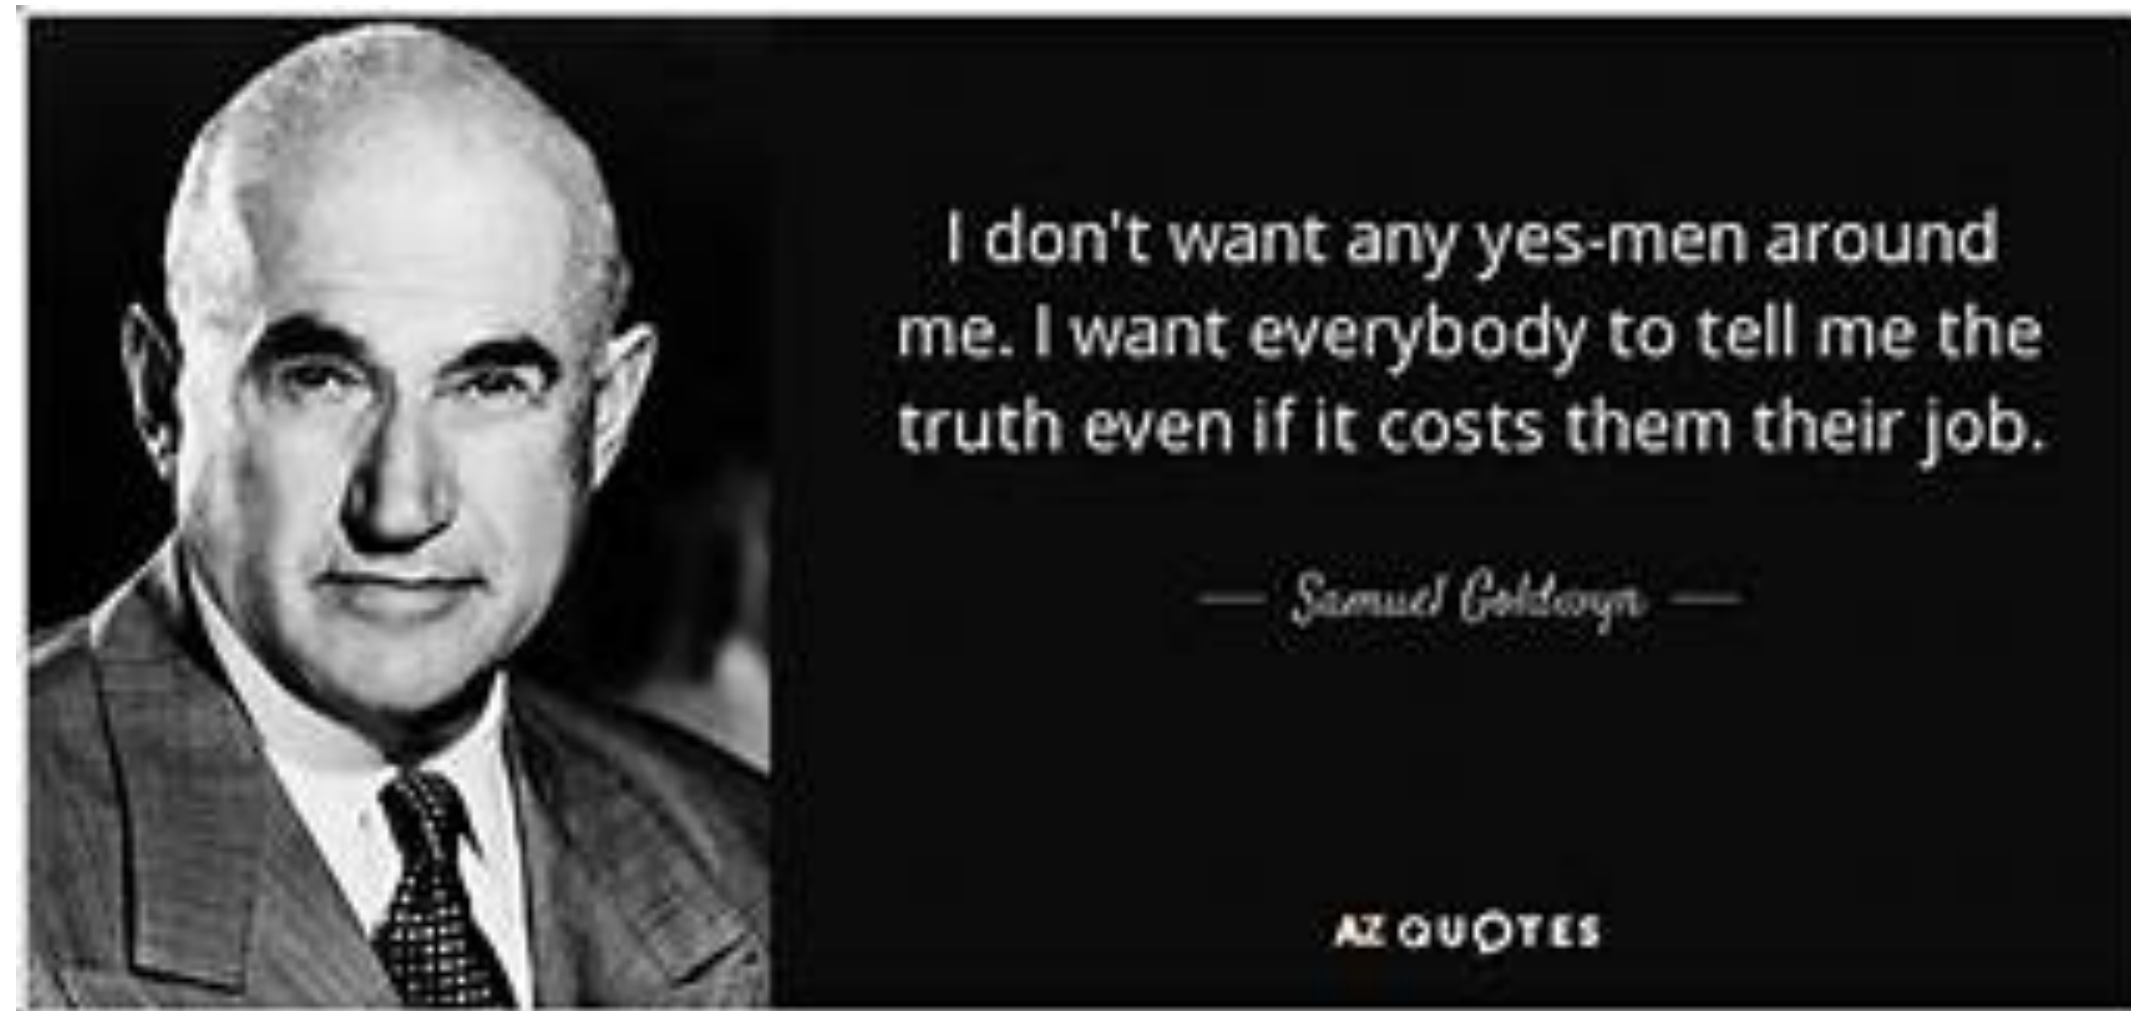 I don't want any yes-men around
me. I want everybody to tell me the
truth even if it costs them their job.
— Samuel Goldwyn —
AZ QUOTES